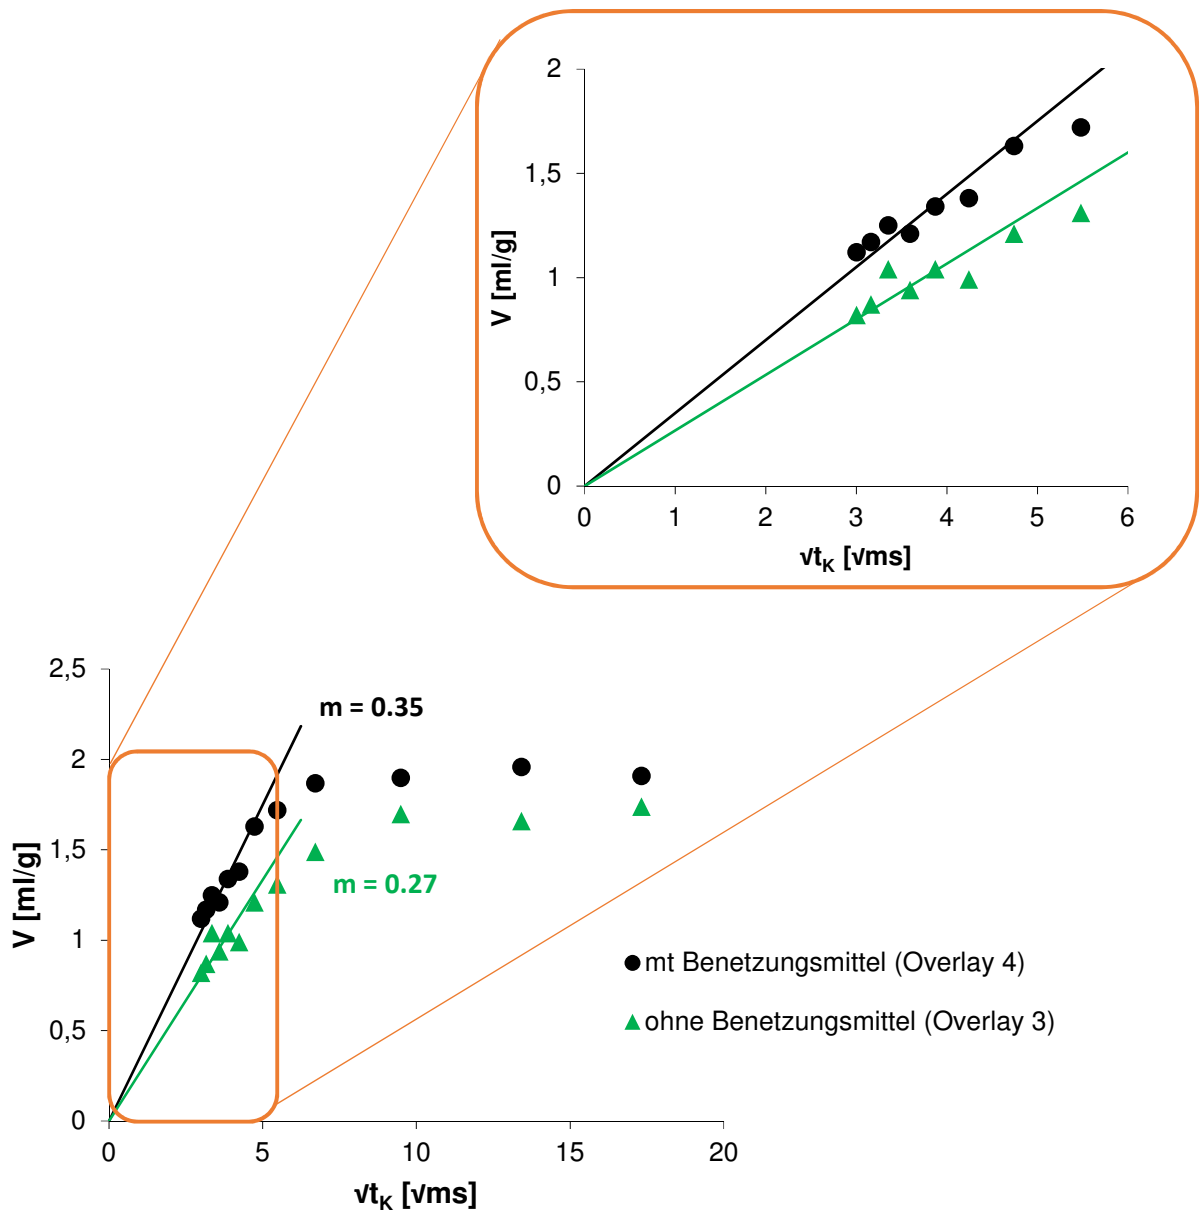 2
1,5
1
0,5
0
V [ml/g]
0 1 2 3 4 5 6
√tK [√ms]
2,5
2
1,5
1
0,5
0
V [ml/g]
m = 0.35
m = 0.27
mt Benetzungsmittel (Overlay 4)
ohne Benetzungsmittel (Overlay 3)
0 5 10 15 20
√tK [√ms]